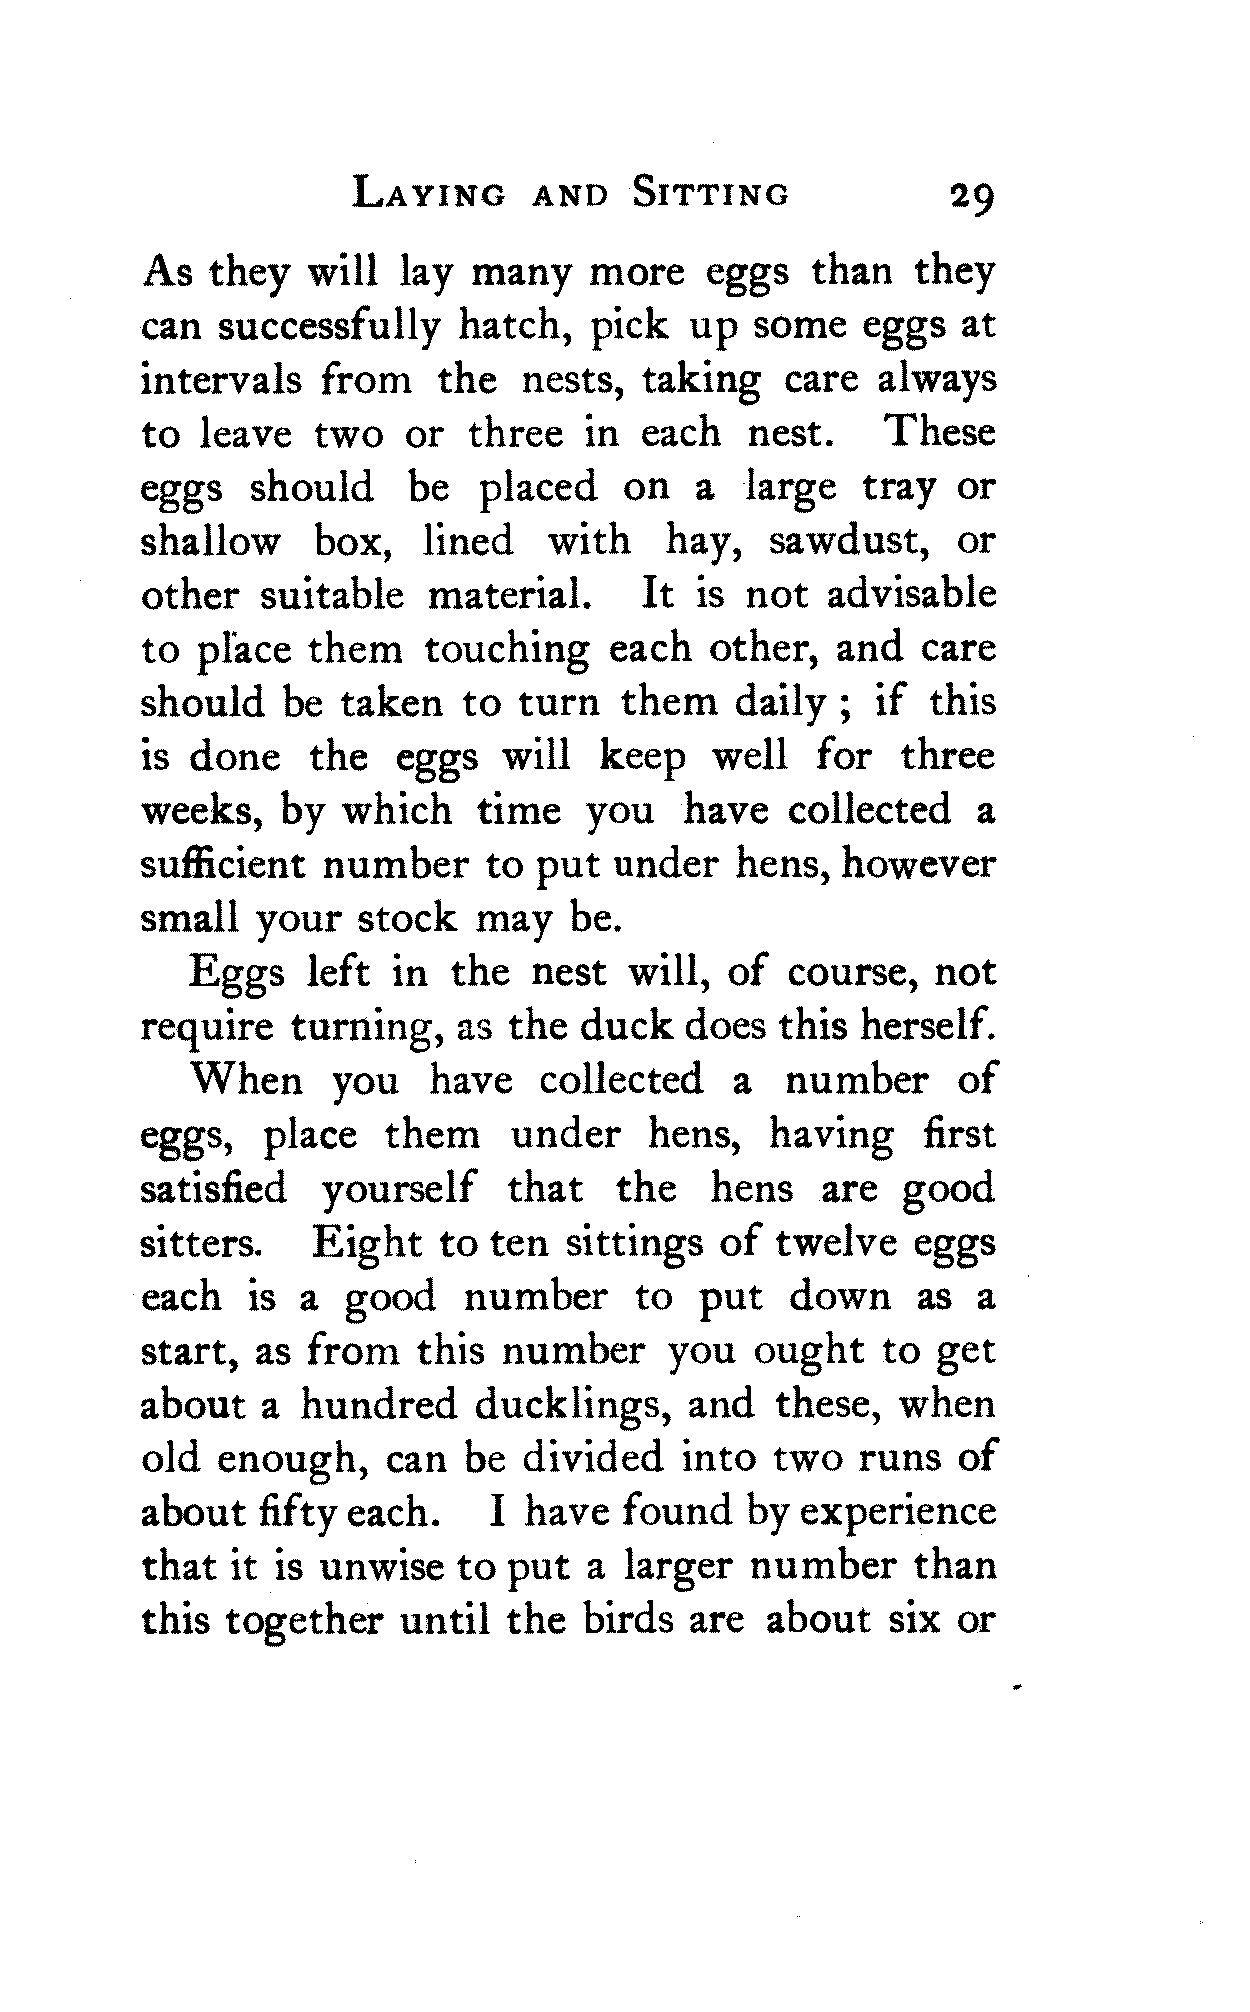 Laying and Sitting 29
As they will lay many more eggs than they
can successfully hatch, pick up some eggs at
intervals from the nests, taking care always
to leave two or three in each nest. These
eggs should be placed on a large tray or
shallow box, lined with hay, sawdust, or
other suitable material. It is not advisable
to place them touching each other, and care
should be taken to turn them daily ; if this
is done the eggs will keep well for three
weeks, by which time you have collected a
sufficient number to put under hens, however
small your stock may be.
Eggs left in the nest will, of course, not
require turning, as the duck does this herself.
When you have collected a number of
eggs, place them under hens, having first
satisfied yourself that the hens are good
sitters. Eight to ten sittings of twelve eggs
each is a good number to put down as a
start, as from this number you ought to get
about a hundred ducklings, and these, when
old enough, can be divided into two runs of
about fifty each. I have found by experience
that it is unwise to put a larger number than
this together until the birds are about six or